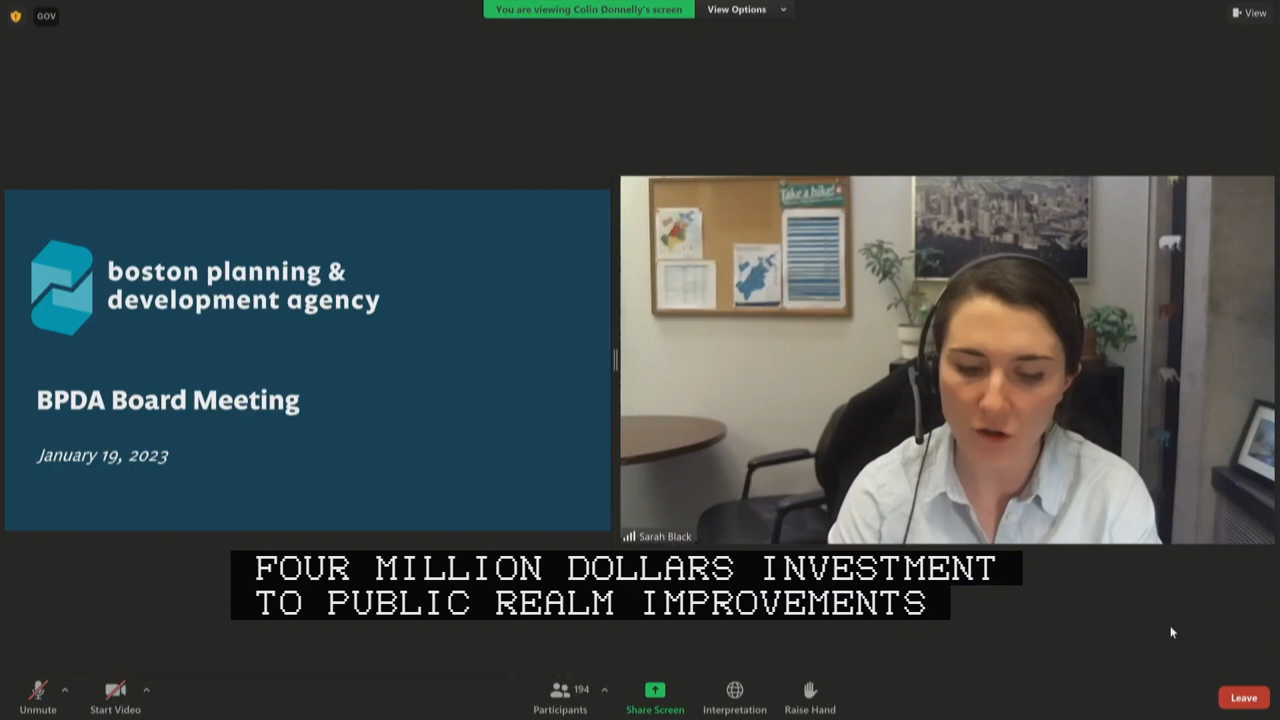 GOV
You are viewing Colin Donnelly's screen
View Options
View
boston planning &
development agency
BPDA Board Meeting
January 19, 2023
Take a hike!
Sarah Black
FOUR MILLION DOLLARS INVESTMENT
TO PUBLIC REALM IMPROVEMENTS
Unmute
Start Video
194
Participants
Share Screen
Interpretation
Raise Hand
Leave